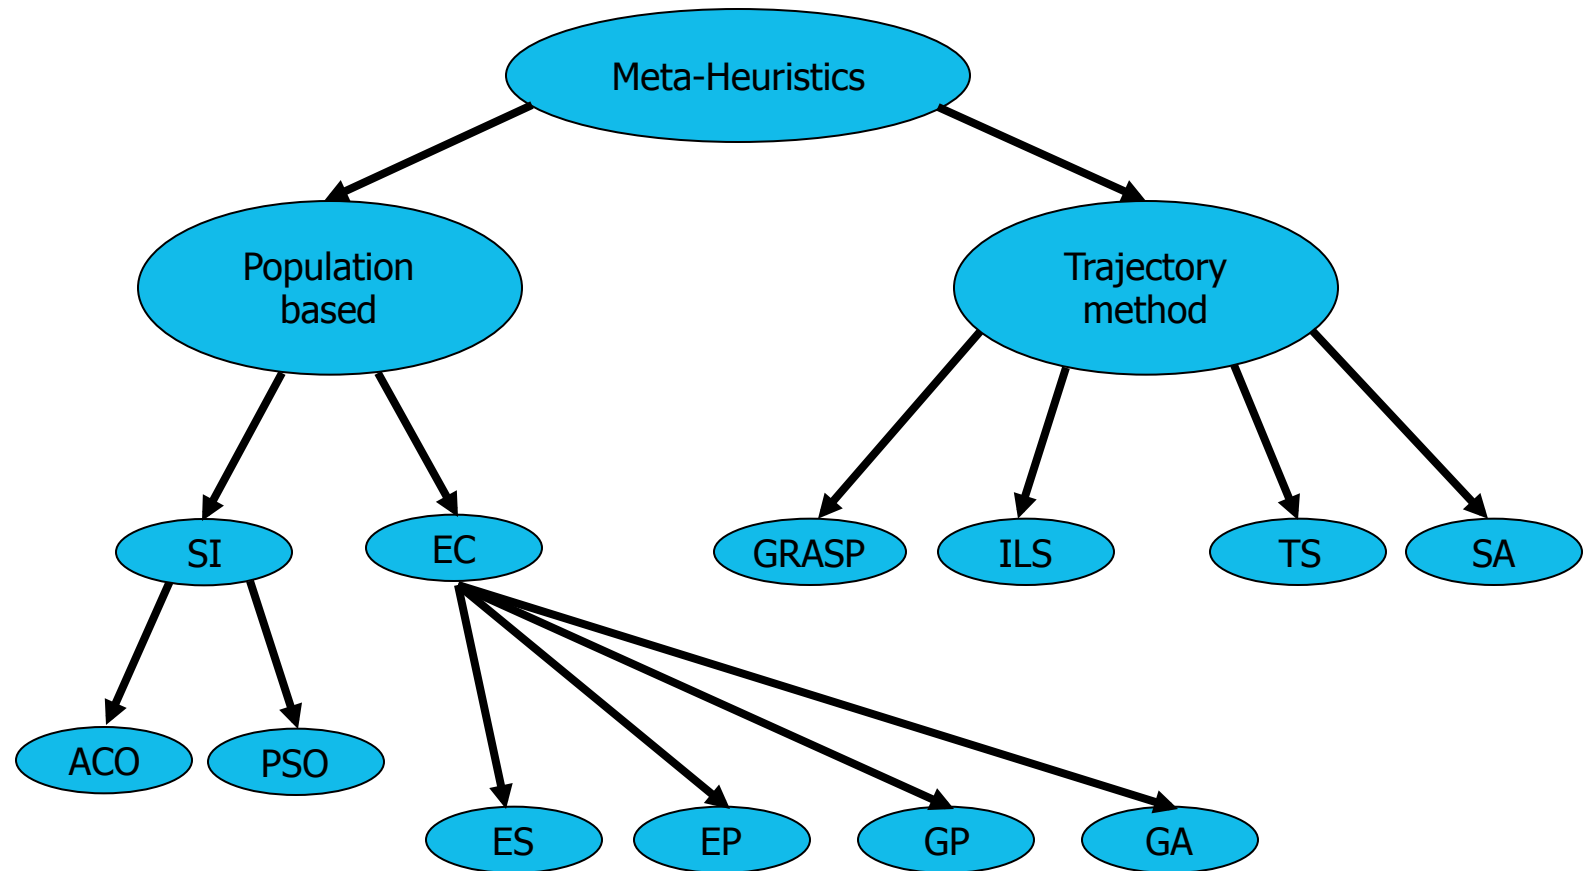 Meta-Heuristics
Population
based
Trajectory
method
SI
EC
GRASP
ILS
TS
SA
ACO
PSO
ES
EP
GP
GA